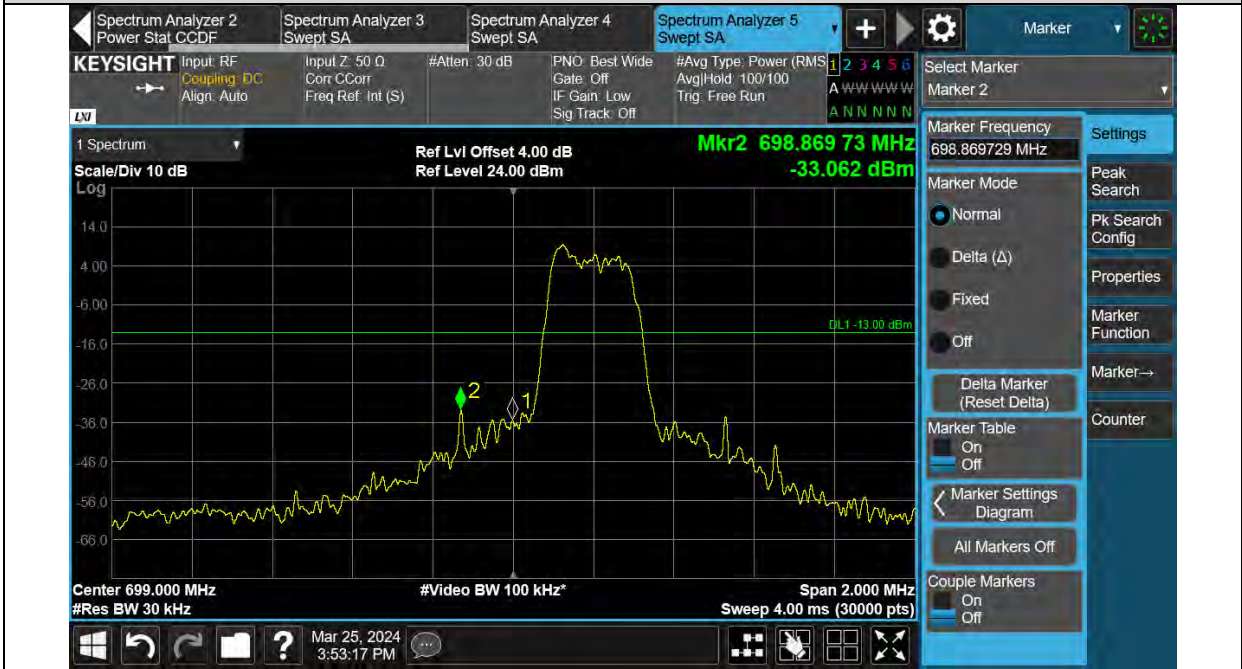 Spectrum Analyzer 2
Power Stat CCDF
Spectrum Analyzer 3
Swept SA
Spectrum Analyzer 4
Swept SA
Spectrum Analyzer 5
Swept SA
+
Marker
KEYSIGHT
LXI
Input: RF
Coupling: DC
Align: Auto
Input Z: 50 Ω
Corr CCorr
Freq Ref: Int (S)
#Atten: 30 dB
PNO: Best Wide
Gate: Off
IF Gain: Low
Sig Track: Off
#Avg Type: Power (RMS
Avg|Hold: 100/100
Trig: Free Run
1 2 3 4 5 6
A W W W W W
A N N N N N
Select Marker
Marker 2
1 Spectrum
Scale/Div 10 dB
Log
Ref Lvl Offset 4.00 dB
Ref Level 24.00 dBm
Mkr2 698.869 73 MHz
-33.062 dBm
14.0
4.00
-6.00
-16.0
-26.0
-36.0
-46.0
-56.0
-66.0
DL1 -13.00 dBm
2
1
Center 699.000 MHz
#Res BW 30 kHz
#Video BW 100 kHz*
Span 2.000 MHz
Sweep 4.00 ms (30000 pts)
Marker Frequency
698.869729 MHz
Marker Mode
Normal
Delta (Δ)
Fixed
Off
Delta Marker
(Reset Delta)
Marker Table
On
Off
Marker Settings
Diagram
All Markers Off
Couple Markers
On
Off
Settings
Peak
Search
Pk Search
Config
Properties
Marker
Function
Marker→
Counter
?
Mar 25, 2024
3:53:17 PM